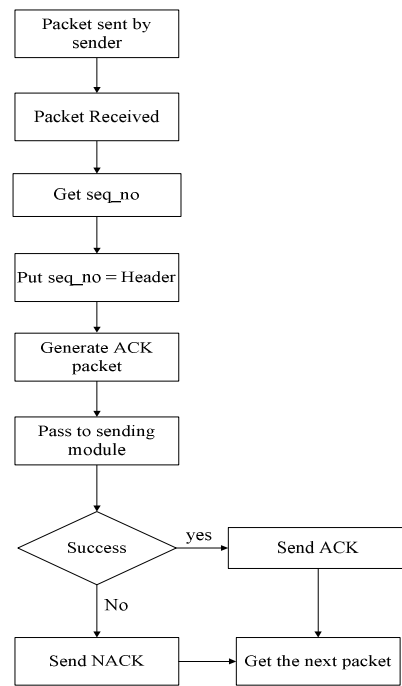 Packet sent by
sender
Packet Received
Get seq_no
Put seq_no = Header
Generate ACK
packet
Pass to sending
module
Success
yes
Send ACK
No
Send NACK
Get the next packet